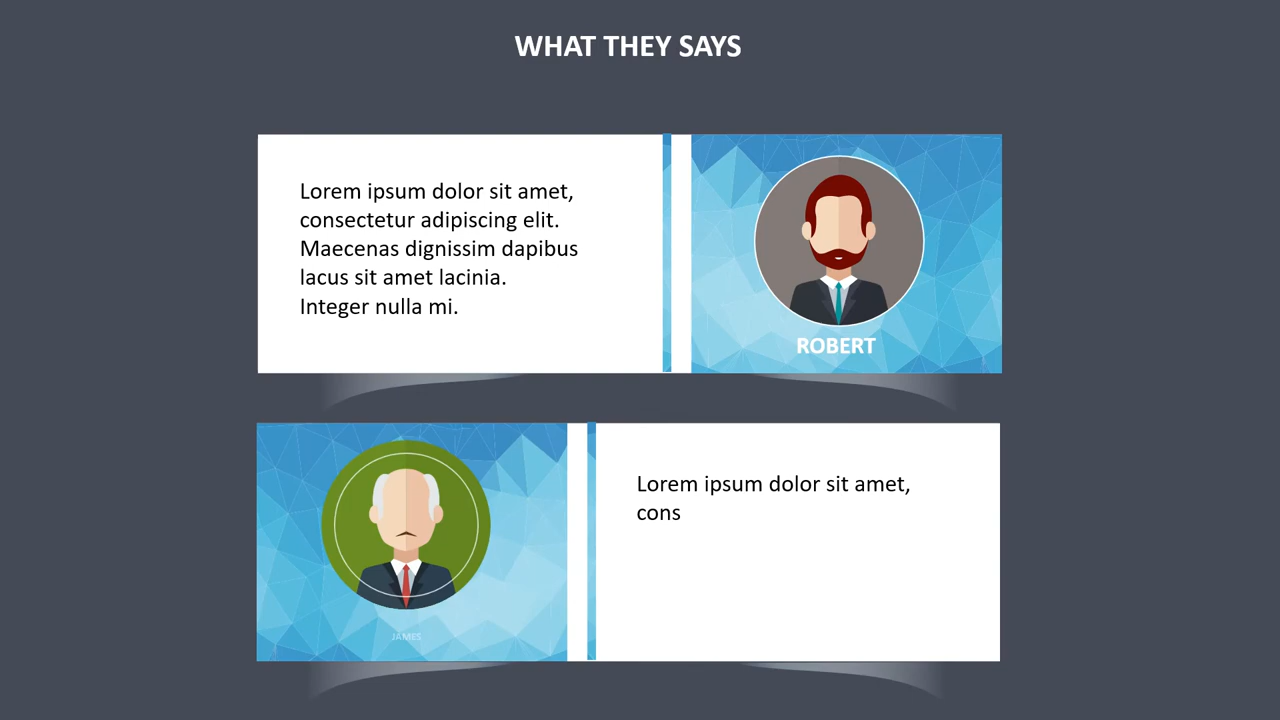 WHAT THEY SAYS
Lorem ipsum dolor sit amet,
consectetur adipiscing elit.
Maecenas dignissim dapibus
lacus sit amet lacinia.
Integer nulla mi.
ROBERT
JAMES
Lorem ipsum dolor sit amet,
cons